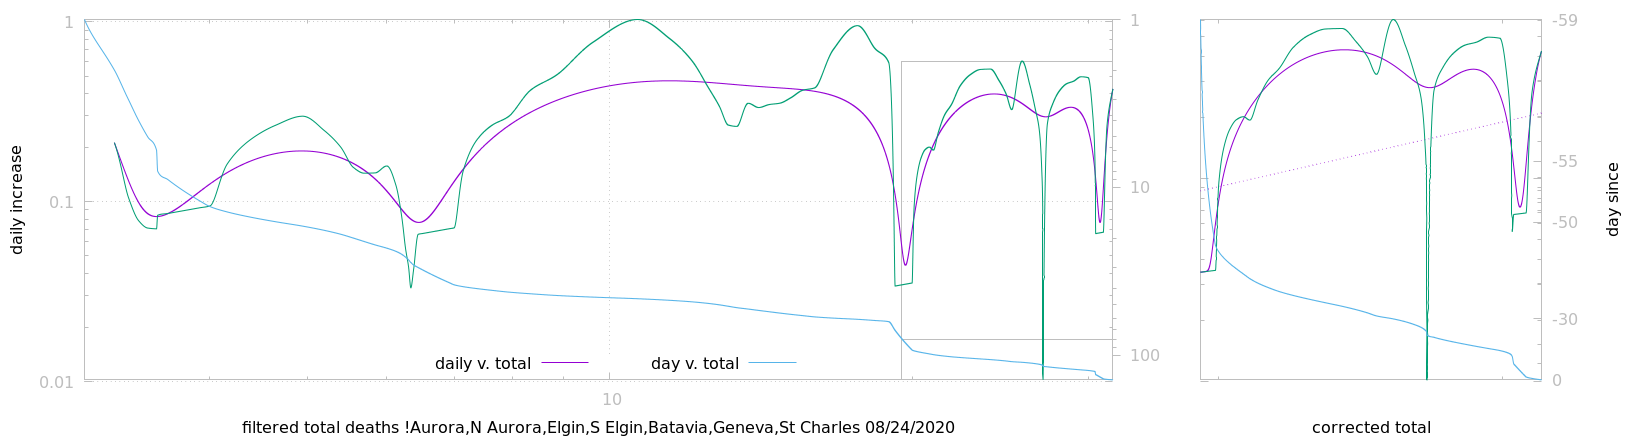 1
0.1
0.01
daily increase
10
1
10
100
daily v. total
day v. total
filtered total deaths !Aurora,N Aurora,Elgin,S Elgin,Batavia,Geneva,St Charles 08/24/2020
-59
-55
-50
-30
0
day since
corrected total